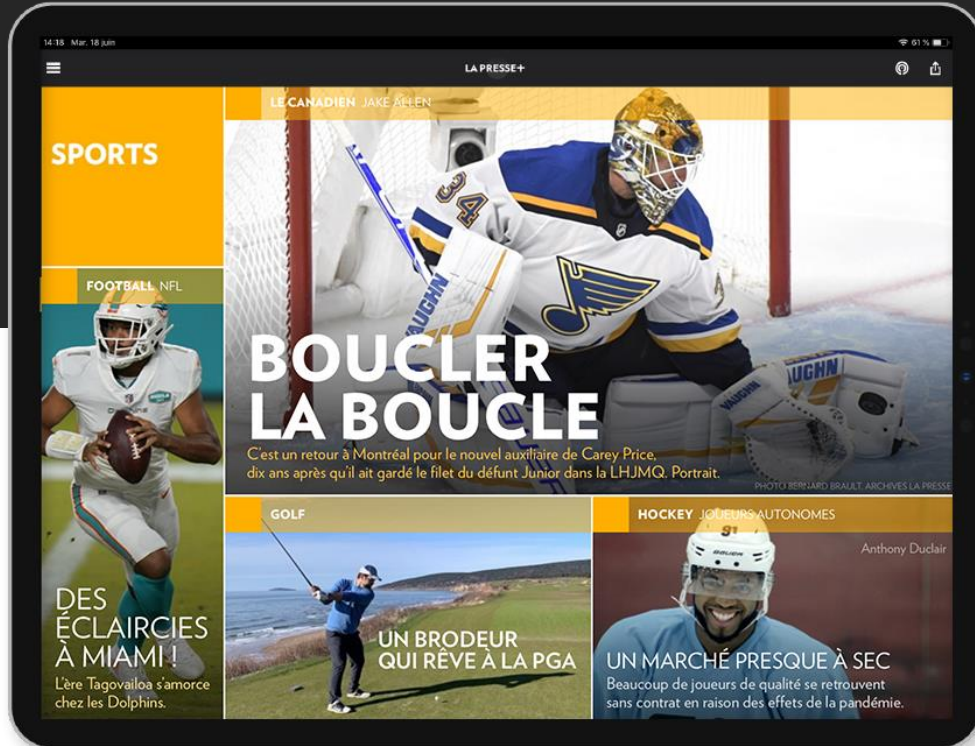 14:18 Mar. 18 juin
61 %
LA PRESSE+
SPORTS
LE CANADIEN JAKE ALLEN
34
VAUGHN
VAUGHN
VAUGHN
BOUCLER
LA BOUCLE
C'est un retour à Montréal pour le nouvel auxiliaire de Carey Price,
dix ans après qu'il ait gardé le filet du défunt Junior dans la LHJMQ. Portrait.
PHOTO BERNARD BRAULT, ARCHIVES LA PRESSE
FOOTBALL NFL
DES
ÉCLAIRCIES
À MIAMI !
L'ère Tagovailoa s'amorce
chez les Dolphins.
GOLF
UN BRODEUR
QUI RÊVE À LA PGA
HOCKEY JOUEURS AUTONOMES
91
BAUER
Anthony Duclair
UN MARCHÉ PRESQUE À SEC
Beaucoup de joueurs de qualité se retrouvent
sans contrat en raison des effets de la pandémie.